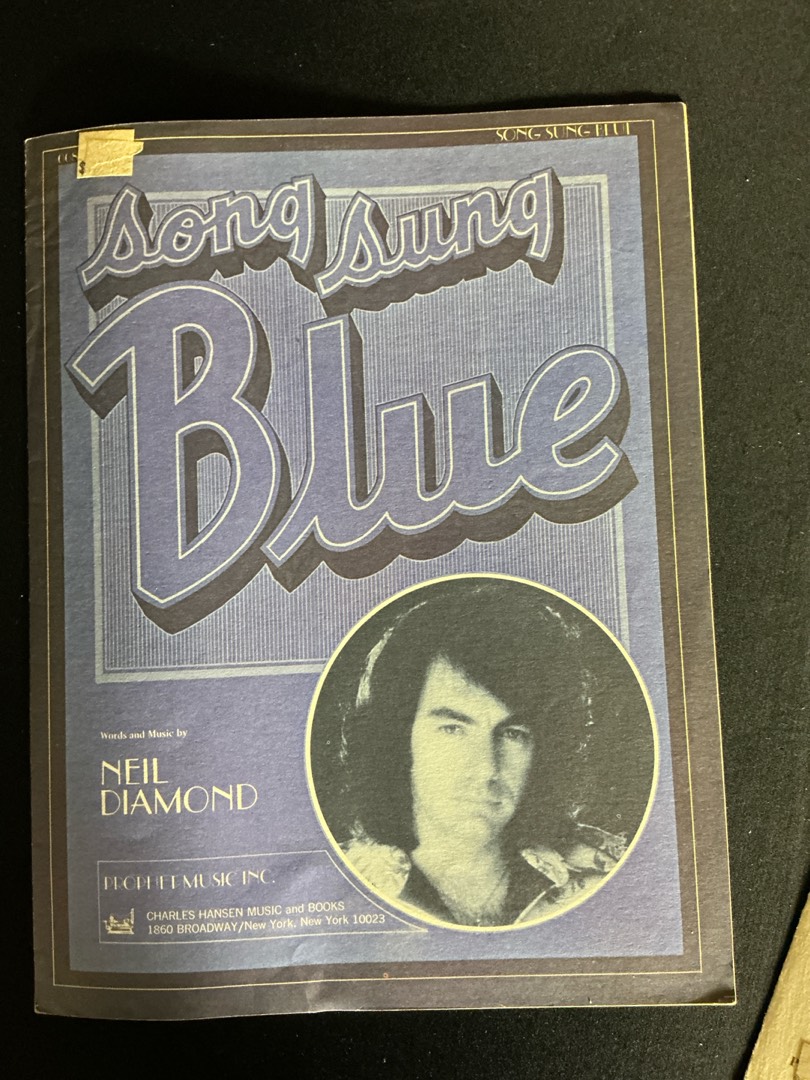 SONG SUNG BLUE
song sung
Blue
Words and Music by
NEIL
DIAMOND
PROPHET MUSIC INC.
CHARLES HANSEN MUSIC and BOOKS
1860 BROADWAY/New York, New York 10023